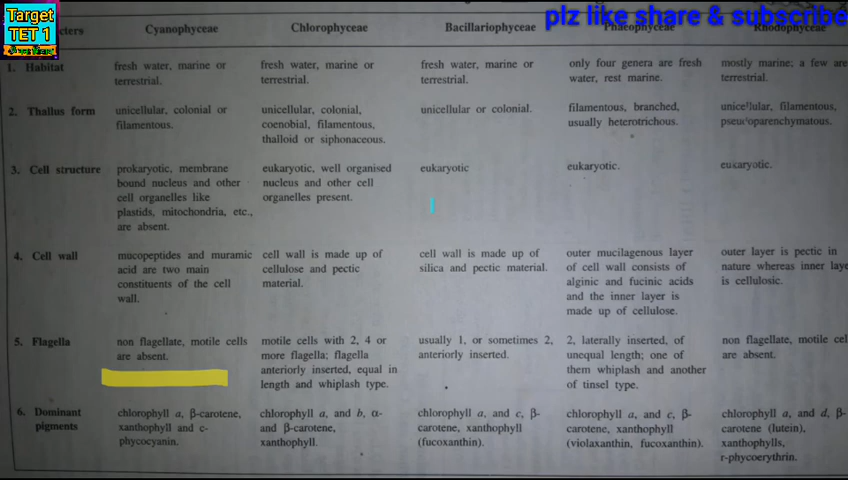 Target
TET 1
plz like share & subscribe
Cyanophyceae Chlorophyceae Bacillariophyceae Phaeophyceae Rhodophyceae
1. Habitat fresh water, marine or fresh water, marine or fresh water, marine or only four genera are fresh mostly marine, a few are
terrestrial. terrestrial. terrestrial. water, rest marine. terrestrial.
2. Thallus form unicellular, colonial or unicellular, colonial, unicellular or colonial. filamentous, branched, unicellular, filamentous,
filamentous. coenobial, filamentous, usually heterotrichous. pseudoparenchymatous.
thalloid or siphonaceous.
3. Cell structure prokaryotic, membrane eukaryotic, well organised eukaryotic eukaryotic. eukaryotic.
bound nucleus and other nucleus and other cell
cell organelles like organelles present.
plastids, mitochondria, etc.,
are absent.
4. Cell wall mucopeptides and muramic cell wall is made up of cell wall is made up of outer mucilagenous layer outer layer is pectic in
acid are two main cellulose and pectic silica and pectic material. of cell wall consists of nature whereas inner laye
constituents of the cell material. alginic and fucinic acids is cellulosic.
wall. and the inner layer is
made up of cellulose.
5. Flagella non flagellate, motile cells motile cells with 2, 4 or usually 1, or sometimes 2, 2, laterally inserted, of non flagellate, motile cel
are absent. more flagella; flagella anteriorly inserted. unequal length; one of are absent.
anteriorly inserted, equal in them whiplash and another
length and whiplash type. of tinsel type.
6. Dominant chlorophyll a, β-carotene, chlorophyll a, and b, α- chlorophyll a, and c, β- chlorophyll a, and c, β- chlorophyll a, and d, β-
pigments xanthophyll and c- and β-carotene, carotene, xanthophyll carotene, xanthophyll carotene (lutein),
phycocyanin. xanthophyll. (fucoxanthin). (violaxanthin, fucoxanthin). xanthophylls,
r-phycoerythrin.